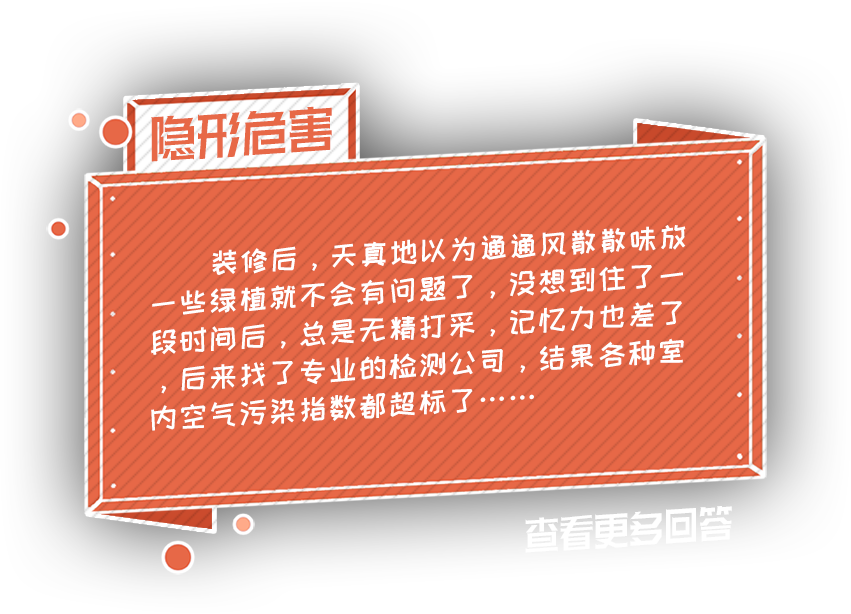 隐形危害
装修后，天真地以为通通风散散味放
一些绿植就不会有问题了，没想到住了一
段时间后，总是无精打采，记忆力也差了
，后来找了专业的检测公司，结果各种室
内空气污染指数都超标了……
查看更多回答